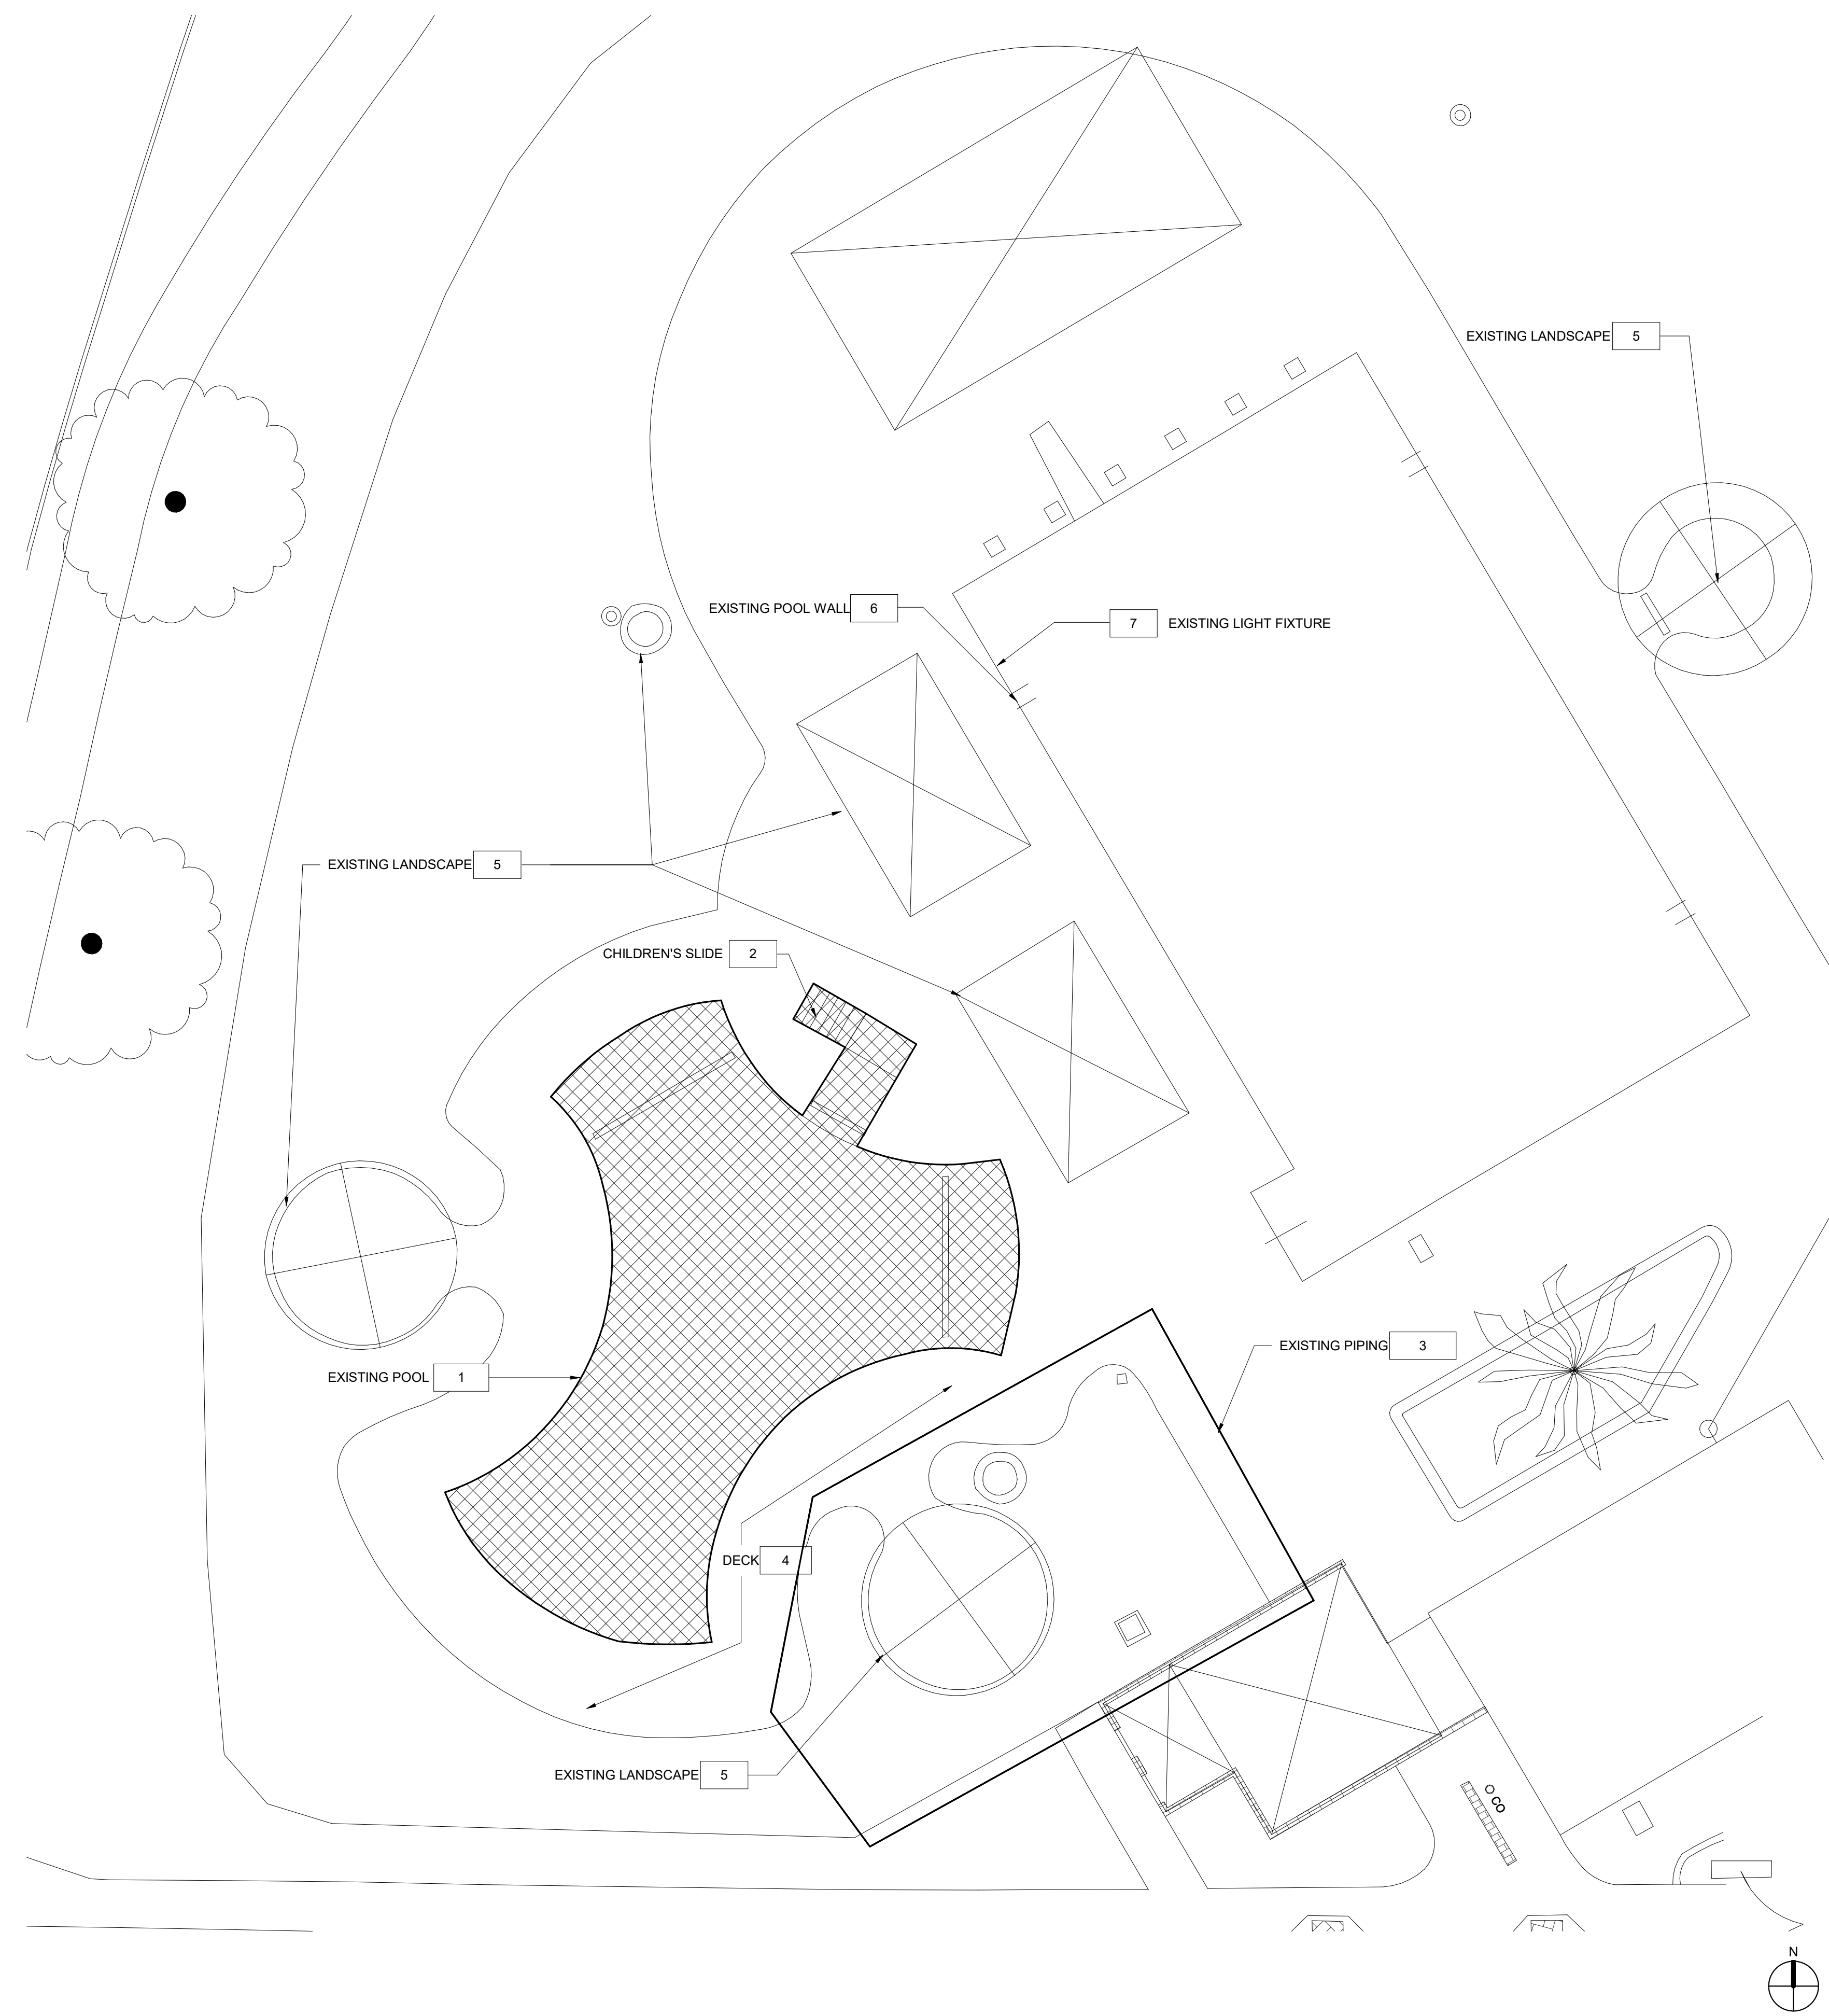 EXISTING LANDSCAPE 5
EXISTING POOL WALL 6
7 EXISTING LIGHT FIXTURE
EXISTING LANDSCAPE 5
CHILDREN'S SLIDE 2
EXISTING PIPING 3
EXISTING POOL 1
DECK 4
EXISTING LANDSCAPE 5
CO
N